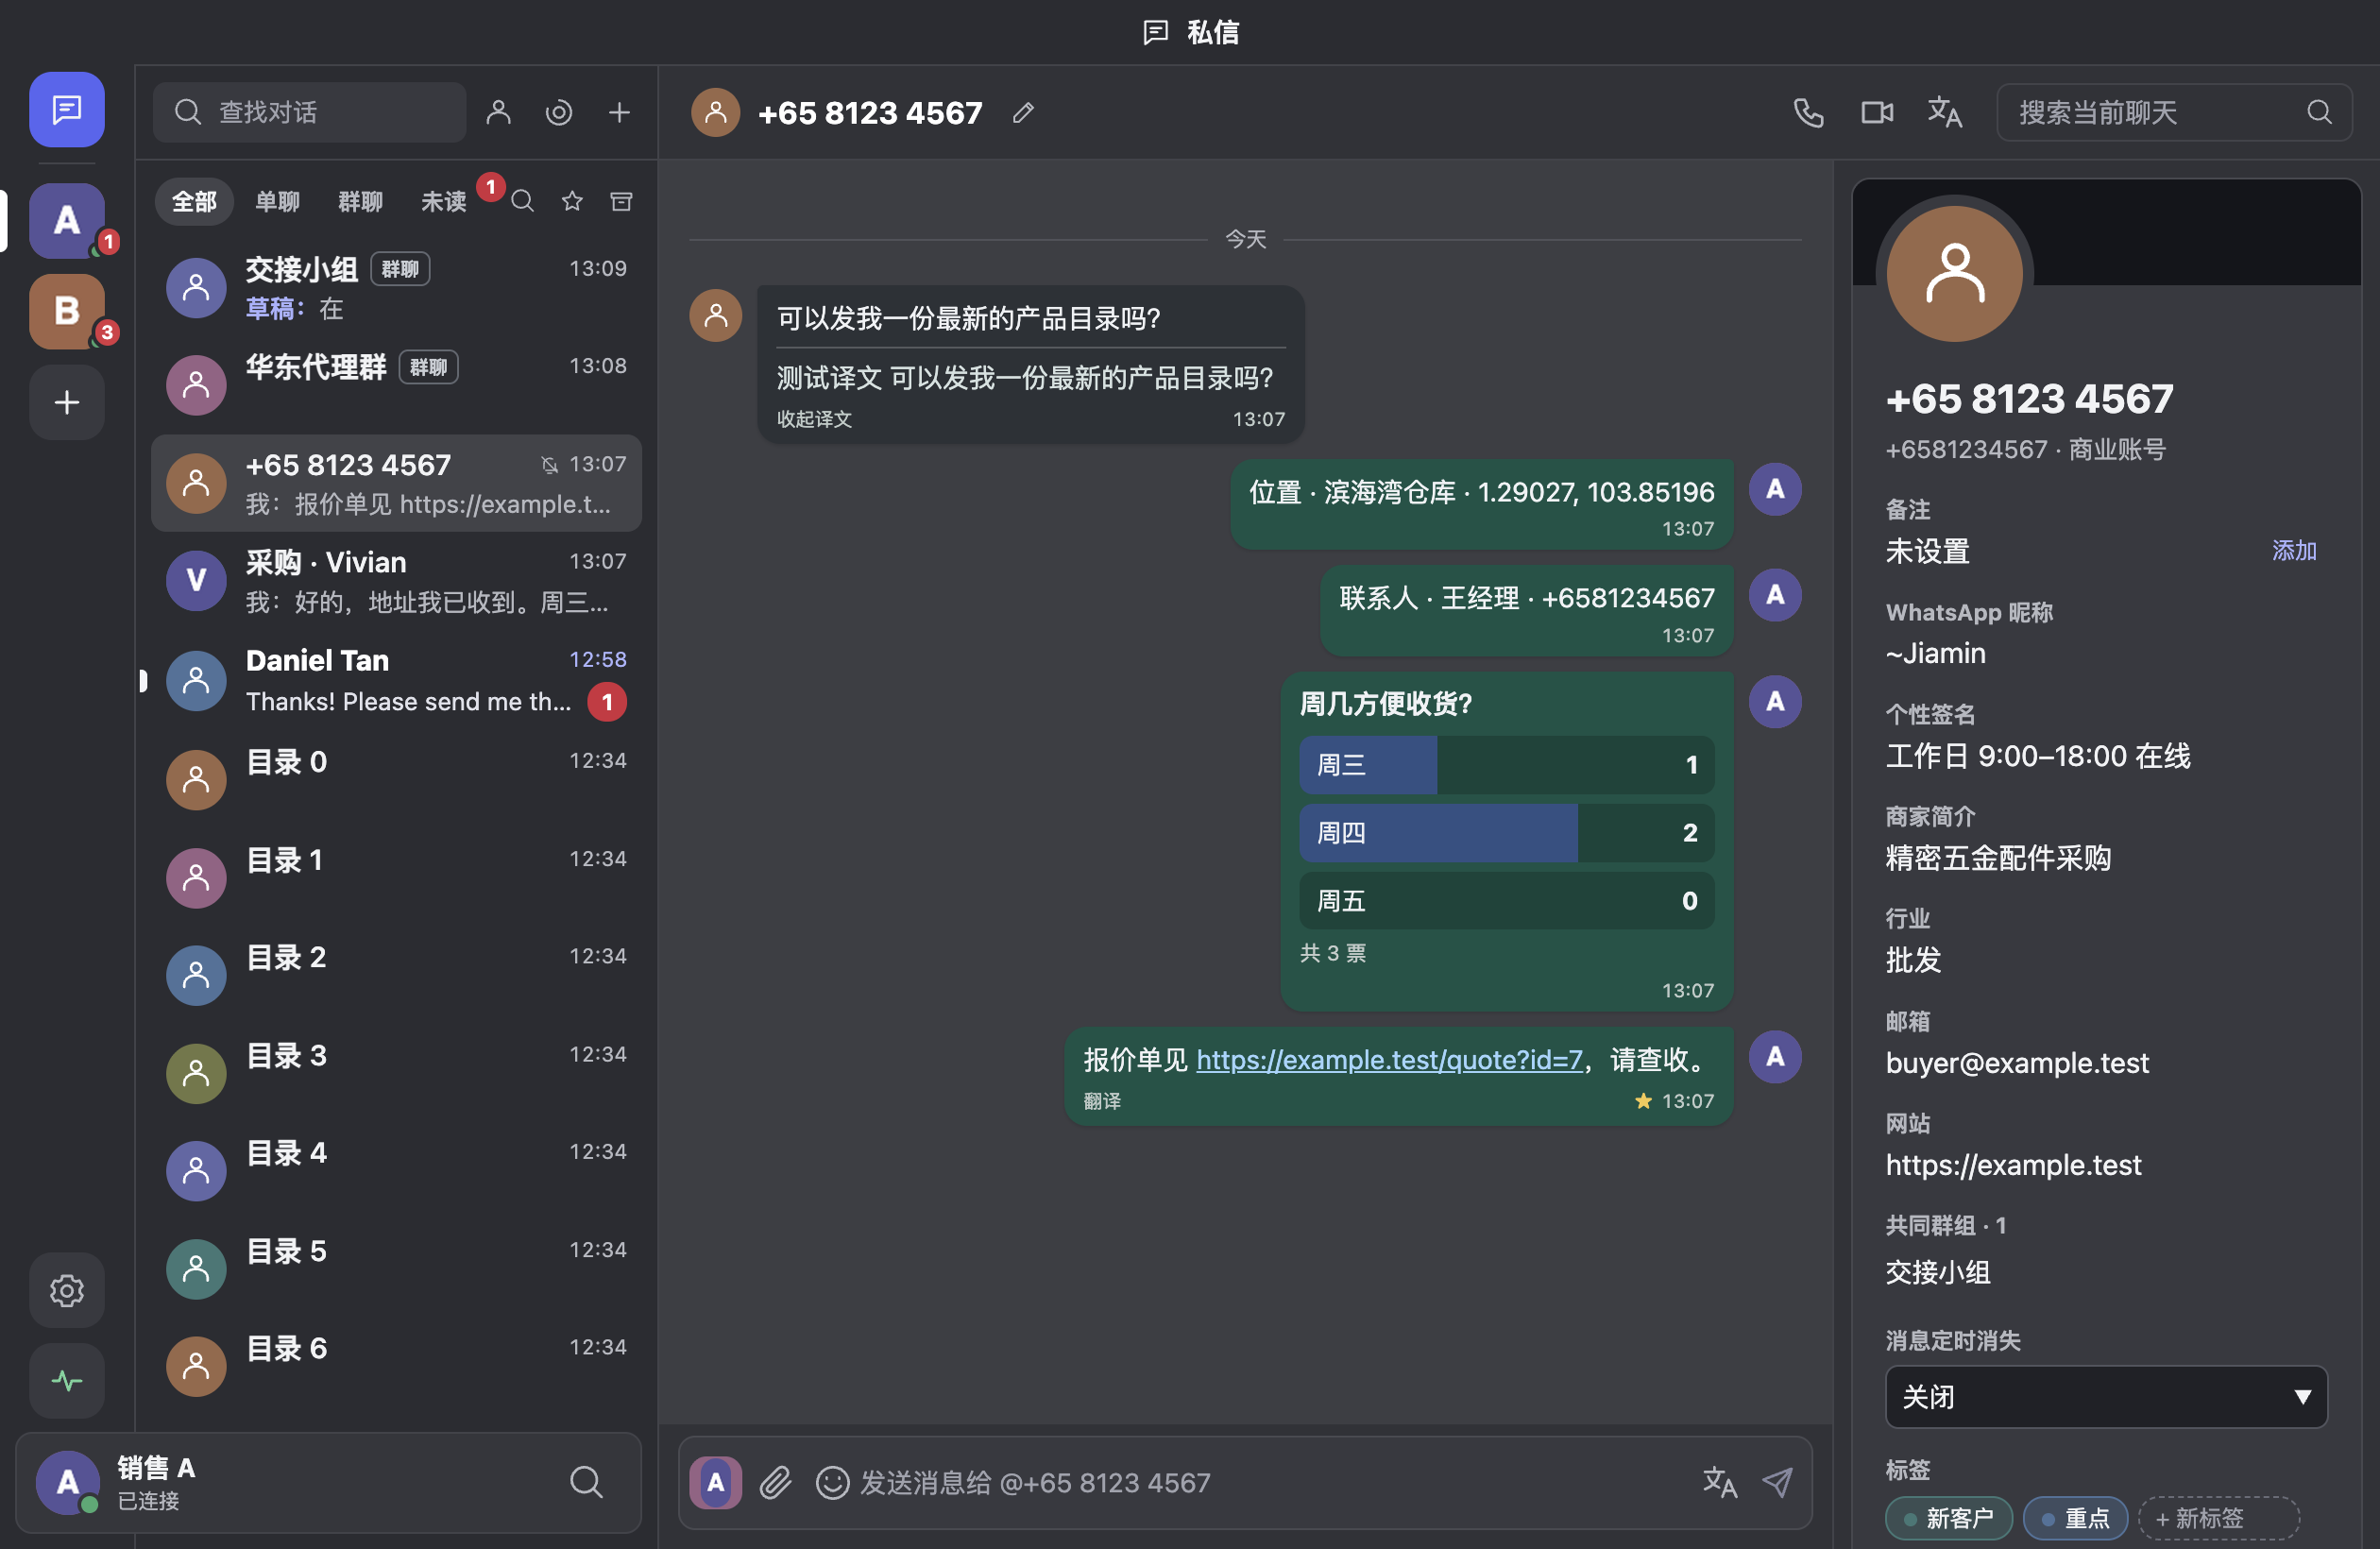 私信
查找对话
+65 8123 4567
搜索当前聊天
A
1
B
3
全部
单聊
群聊
未读
1
交接小组
群聊
13:09
草稿：在
华东代理群
群聊
13:08
+65 8123 4567
13:07
我：报价单见 https://example.t...
V
采购 · Vivian
13:07
我：好的，地址我已收到。周三...
Daniel Tan
12:58
Thanks! Please send me th...
1
目录 0
12:34
目录 1
12:34
目录 2
12:34
目录 3
12:34
目录 4
12:34
目录 5
12:34
目录 6
12:34
A
销售 A
已连接
今天
可以发我一份最新的产品目录吗?
测试译文 可以发我一份最新的产品目录吗?
收起译文
13:07
位置 · 滨海湾仓库 · 1.29027, 103.85196
13:07
A
联系人 · 王经理 · +6581234567
13:07
A
周几方便收货?
周三
1
周四
2
周五
0
共 3 票
13:07
A
报价单见 https://example.test/quote?id=7，请查收。
翻译
13:07
A
A
发送消息给 @+65 8123 4567
+65 8123 4567
+6581234567 · 商业账号
备注
未设置
添加
WhatsApp 昵称
~Jiamin
个性签名
工作日 9:00–18:00 在线
商家简介
精密五金配件采购
行业
批发
邮箱
buyer@example.test
网站
https://example.test
共同群组 · 1
交接小组
消息定时消失
关闭
标签
新客户
重点
+ 新标签